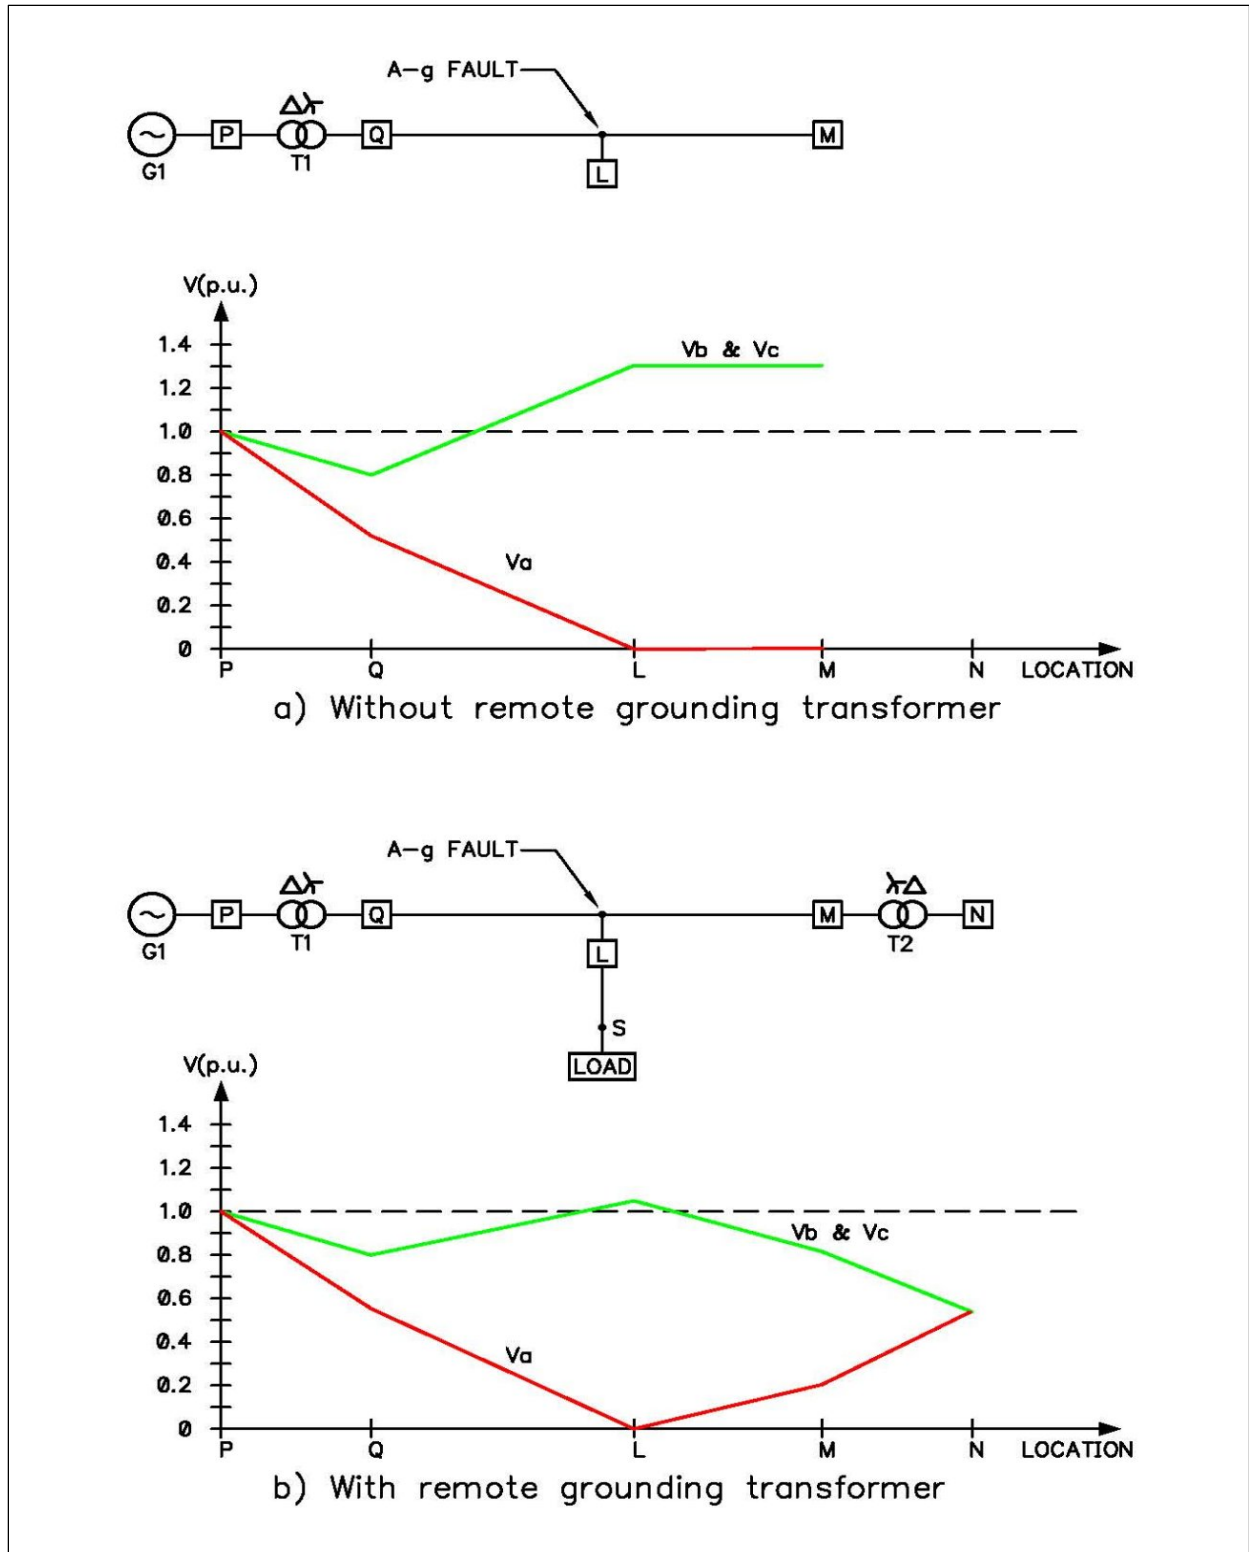 A-g FAULT
P Q M
G1 T1
L
V(p.u.)
1.4
Vb & Vc
1.2
1.0
0.8
0.6
Va
0.4
0.2
0
P Q L M N LOCATION
a) Without remote grounding transformer
A-g FAULT
P Q M N
G1 T1 T2
L
S
LOAD
V(p.u.)
1.4
1.2
1.0
Vb & Vc
0.8
0.6
0.4
Va
0.2
0
P Q L M N LOCATION
b) With remote grounding transformer